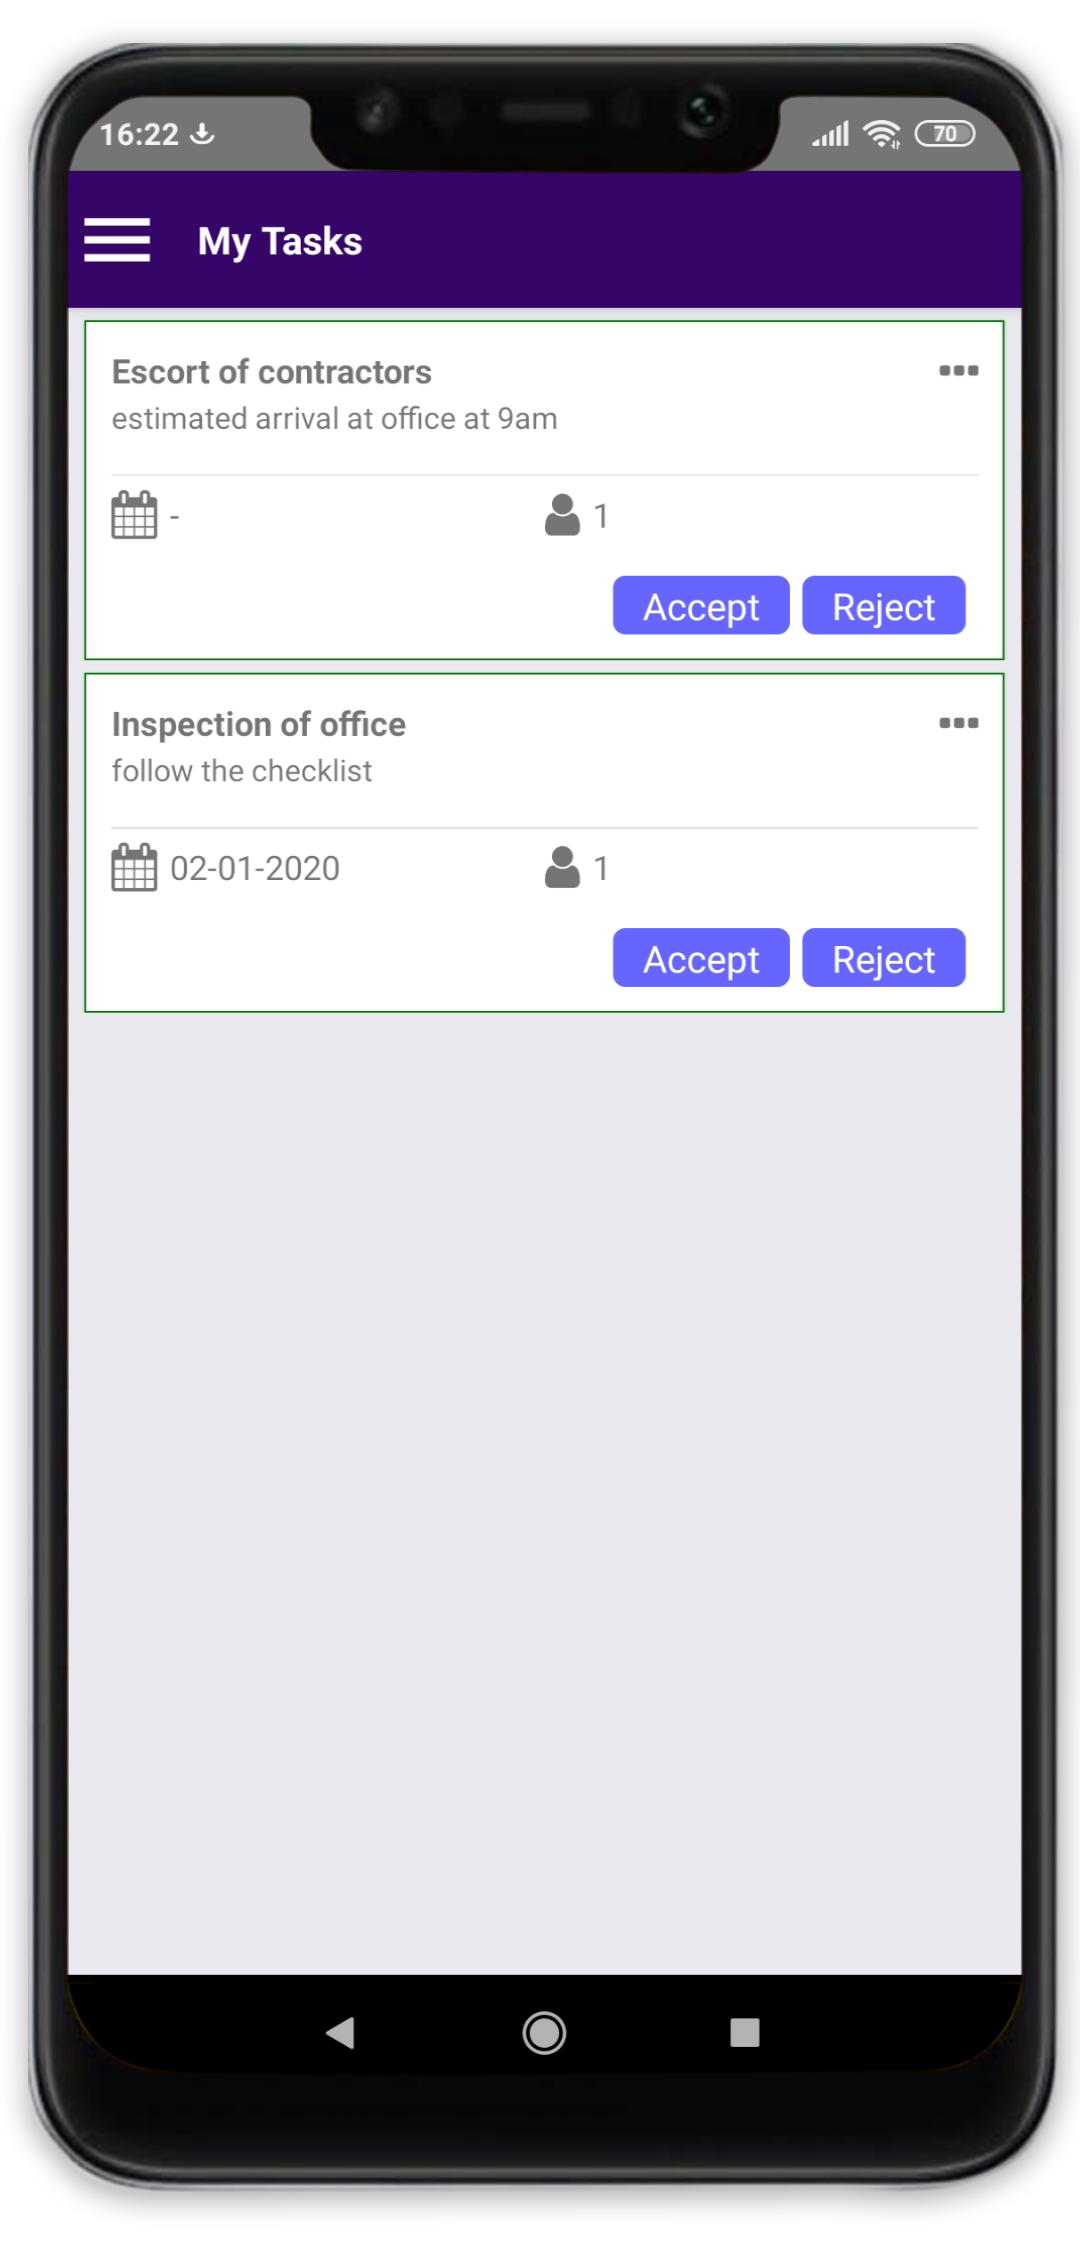 16:22
70
My Tasks
Escort of contractors
estimated arrival at office at 9am
- 1
Accept Reject
Inspection of office
follow the checklist
02-01-2020 1
Accept Reject